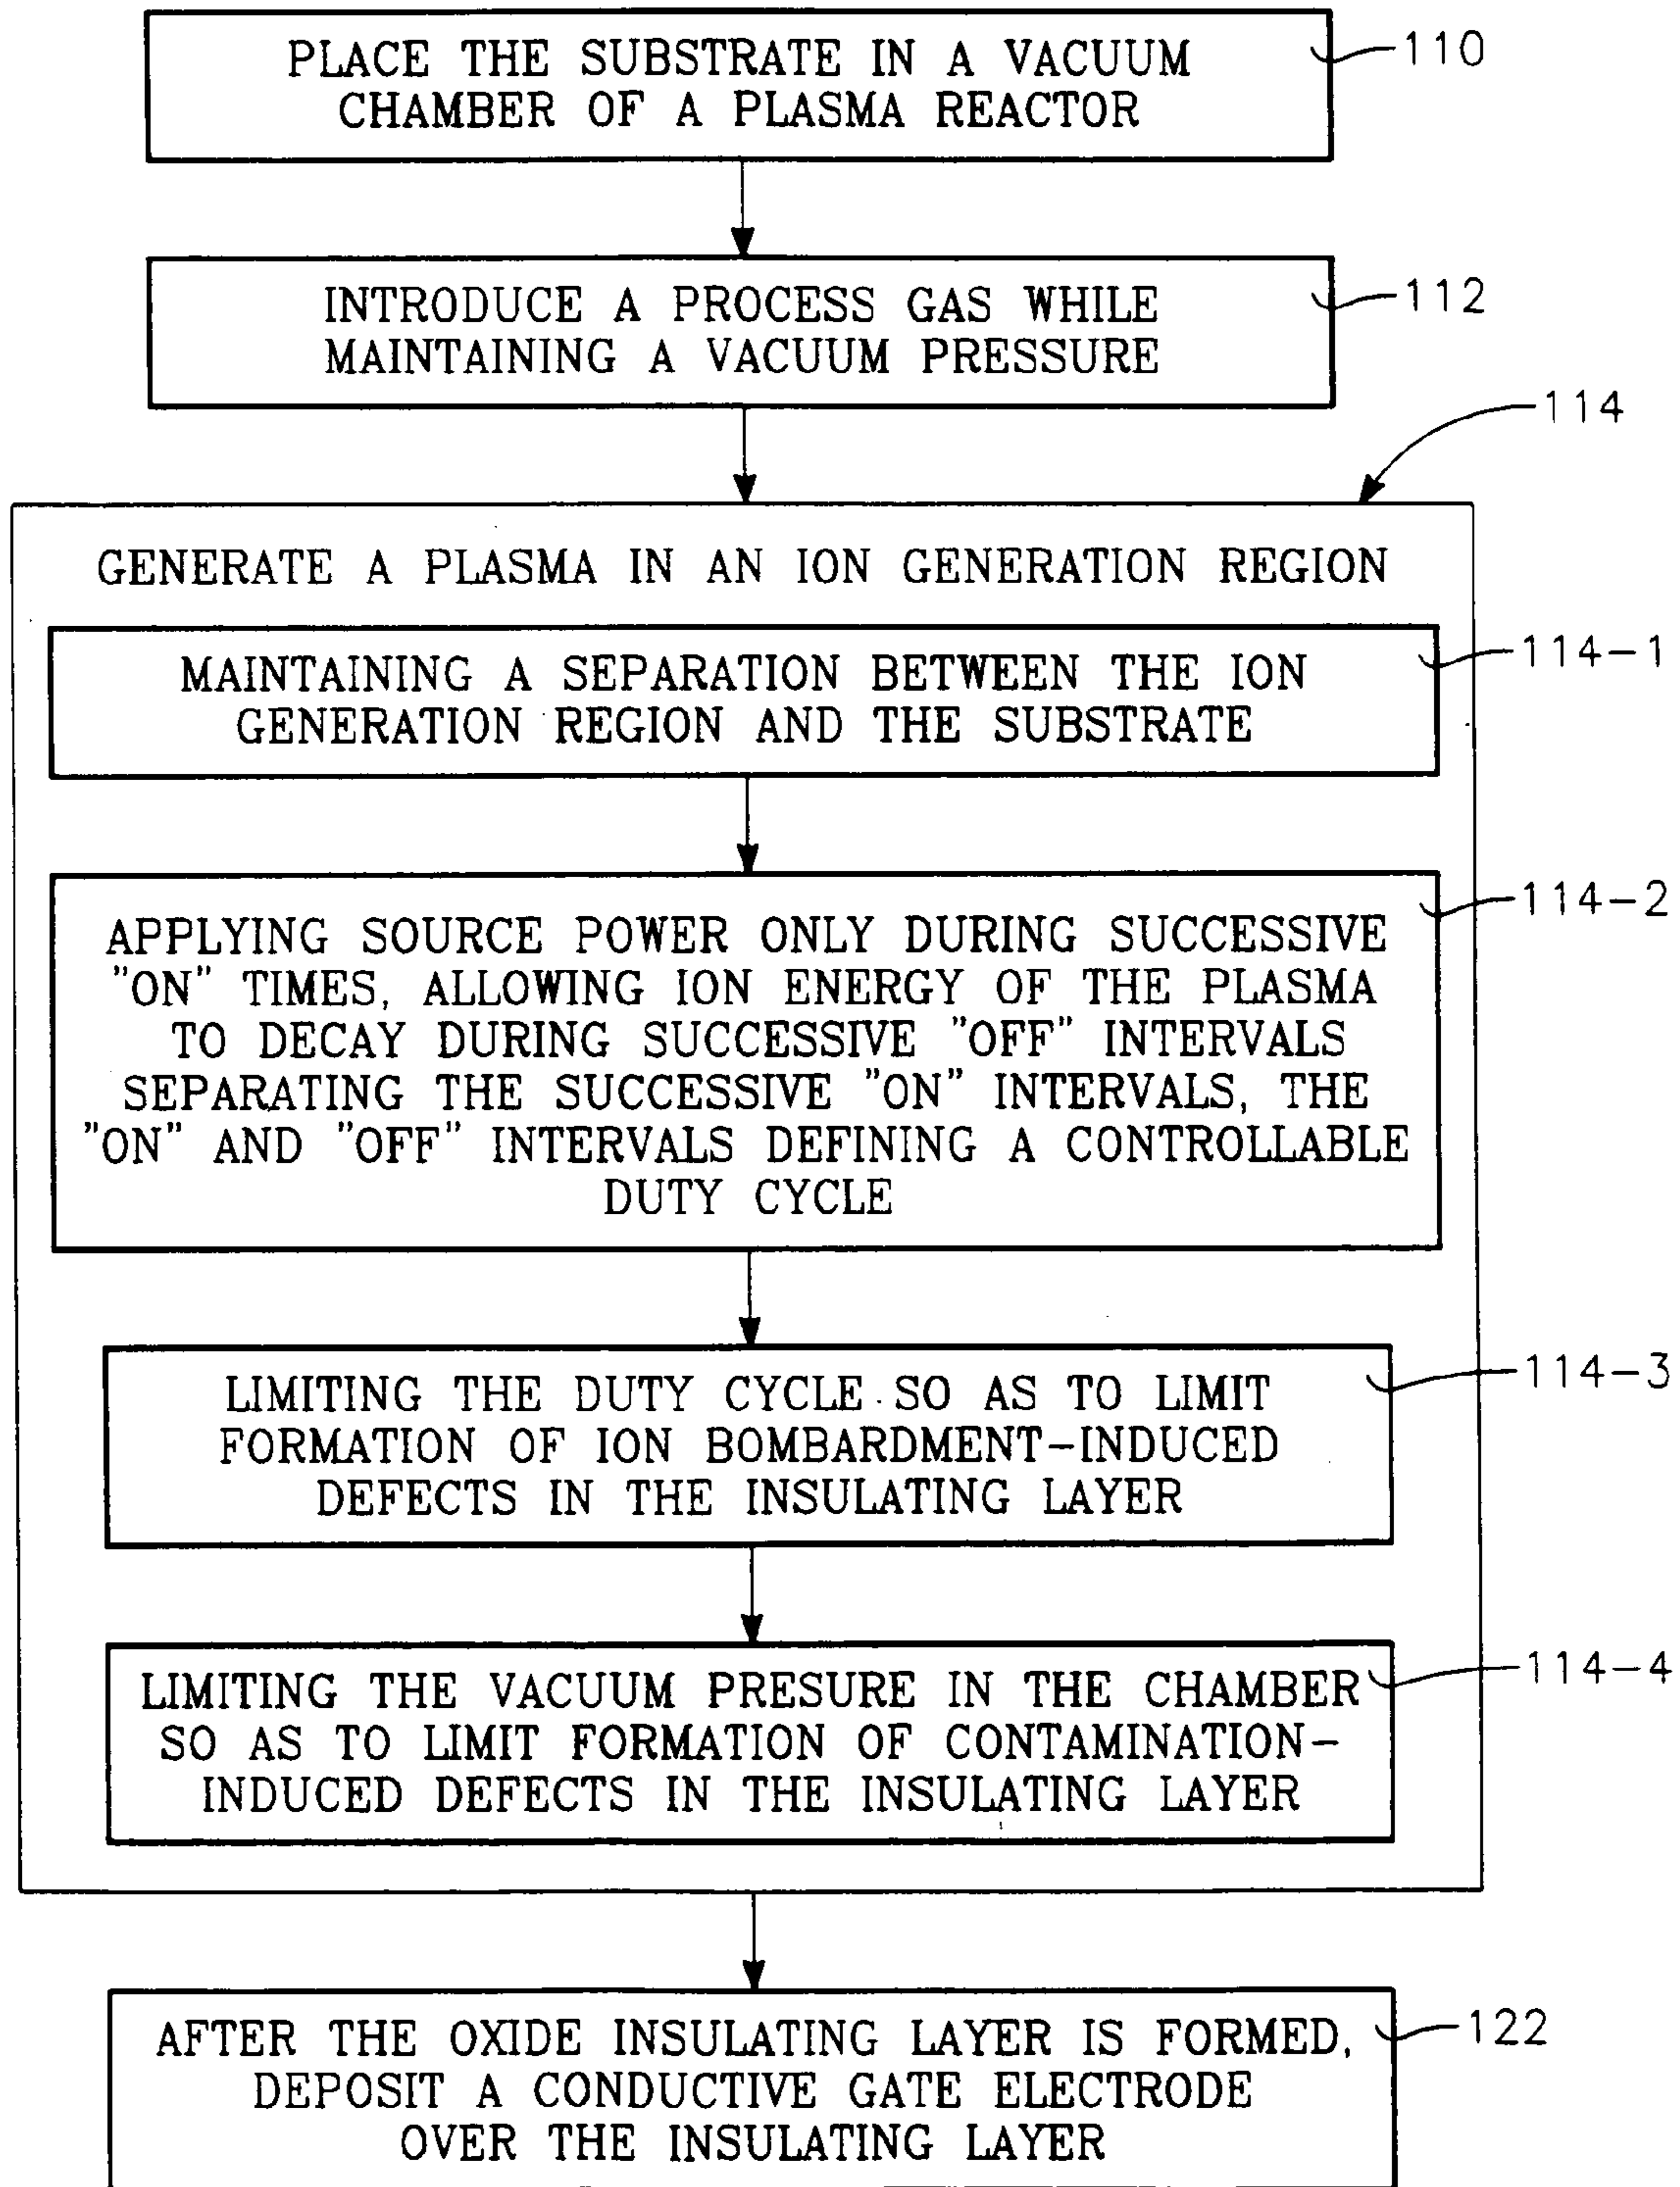 PLACE THE SUBSTRATE IN A VACUUM
CHAMBER OF A PLASMA REACTOR
110
INTRODUCE A PROCESS GAS WHILE
MAINTAINING A VACUUM PRESSURE
112
114
GENERATE A PLASMA IN AN ION GENERATION REGION
MAINTAINING A SEPARATION BETWEEN THE ION
GENERATION REGION AND THE SUBSTRATE
114-1
APPLYING SOURCE POWER ONLY DURING SUCCESSIVE
"ON" TIMES, ALLOWING ION ENERGY OF THE PLASMA
TO DECAY DURING SUCCESSIVE "OFF" INTERVALS
SEPARATING THE SUCCESSIVE "ON" INTERVALS, THE
"ON" AND "OFF" INTERVALS DEFINING A CONTROLLABLE
DUTY CYCLE
114-2
LIMITING THE DUTY CYCLE SO AS TO LIMIT
FORMATION OF ION BOMBARDMENT-INDUCED
DEFECTS IN THE INSULATING LAYER
114-3
LIMITING THE VACUUM PRESURE IN THE CHAMBER
SO AS TO LIMIT FORMATION OF CONTAMINATION-
INDUCED DEFECTS IN THE INSULATING LAYER
114-4
AFTER THE OXIDE INSULATING LAYER IS FORMED,
DEPOSIT A CONDUCTIVE GATE ELECTRODE
OVER THE INSULATING LAYER
122